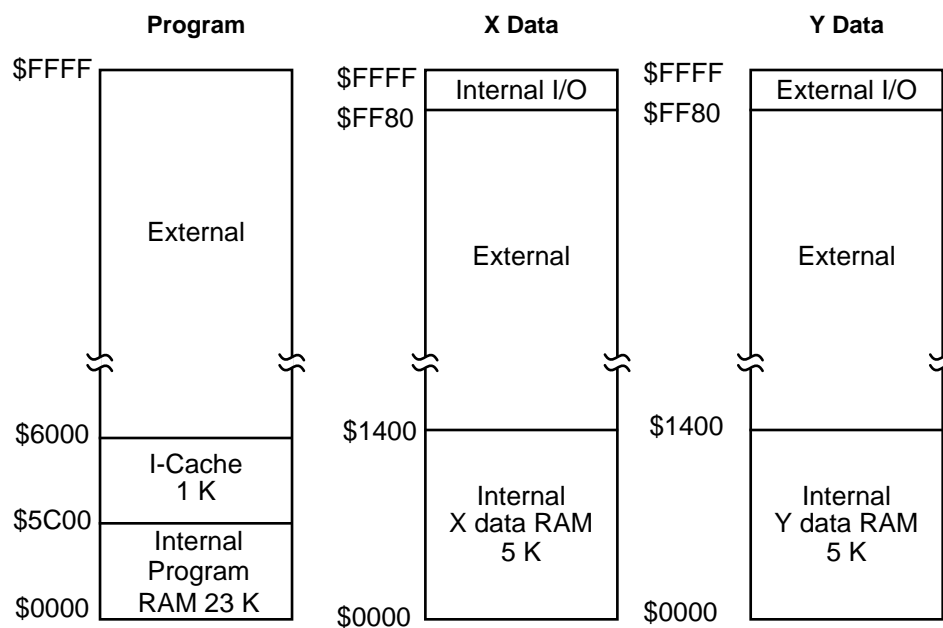 Program
$FFFF
External
$6000
I-Cache
1 K
$5C00
Internal
Program
RAM 23 K
$0000
X Data
$FFFF
Internal I/O
$FF80
External
$1400
Internal
X data RAM
5 K
$0000
Y Data
$FFFF
External I/O
$FF80
External
$1400
Internal
Y data RAM
5 K
$0000